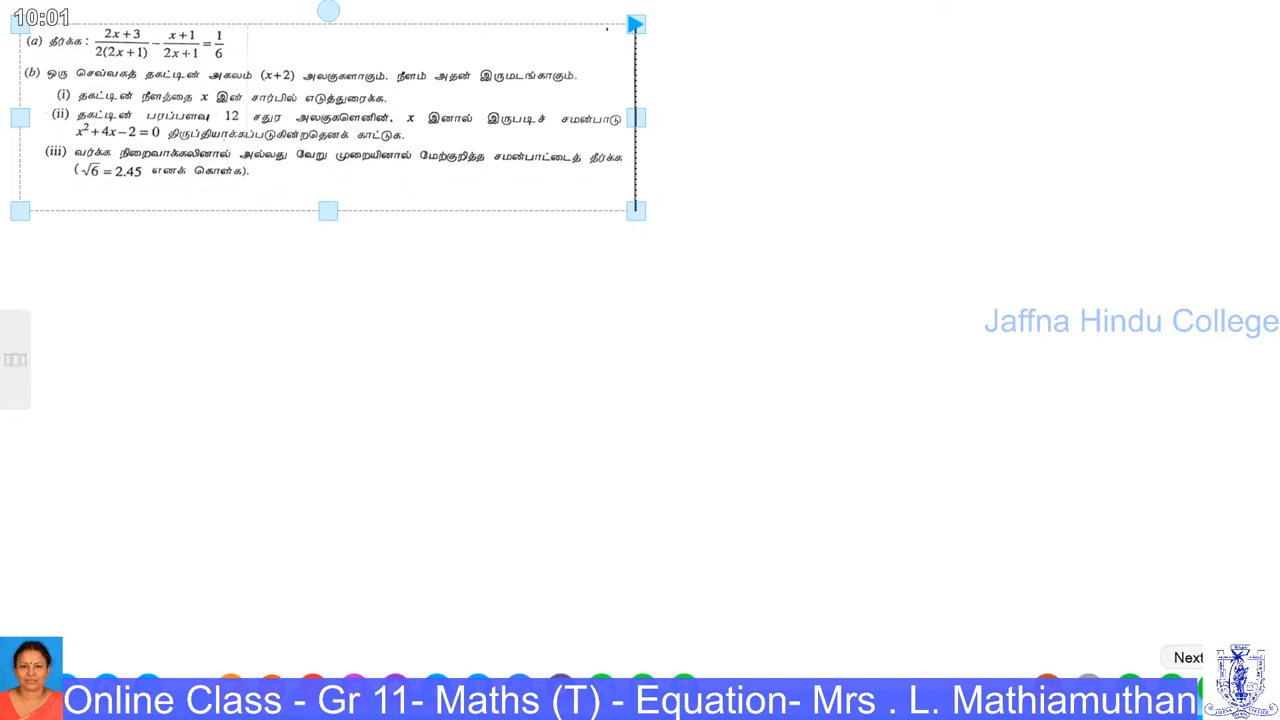 10:01
(a) தீர்க்க: (2x+3)/(2(2x+1)) − (x+1)/(2x+1) = 1/6
(b) ஒரு செவ்வகத் தகட்டின் அகலம் (x+2) அலகுகளாகும். நீளம் அதன் இருமடங்காகும்.
(i) தகட்டின் நீளத்தை x இன் சார்பில் எடுத்துரைக்க.
(ii) தகட்டின் பரப்பளவு 12 சதுர அலகுகளெனின், x இனால் இருபடிச் சமன்பாடு
x² + 4x − 2 = 0 திருப்தியாக்கப்படுகின்றதெனக் காட்டுக.
(iii) வர்க்க நிறைவாக்கலினால் அல்லது வேறு முறையினால் மேற்குறித்த சமன்பாட்டைத் தீர்க்க
(√6 = 2.45 எனக் கொள்க).
Jaffna Hindu College
Next
Online Class - Gr 11- Maths (T) - Equation- Mrs . L. Mathiamuthan